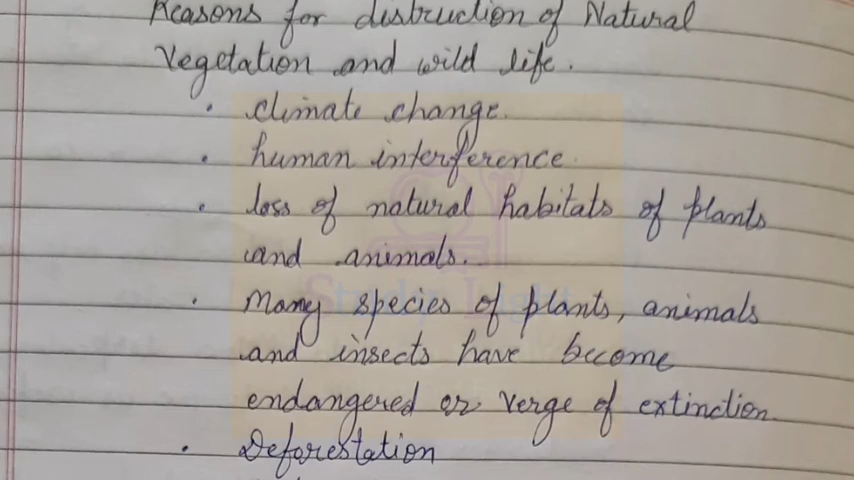 Reasons for distruction of Natural
Vegetation and wild life.
• climate change.
• human interference.
• loss of natural habitats of plants
and animals.
• Many species of plants, animals
and insects have become
endangered or verge of extinction
• Deforestation